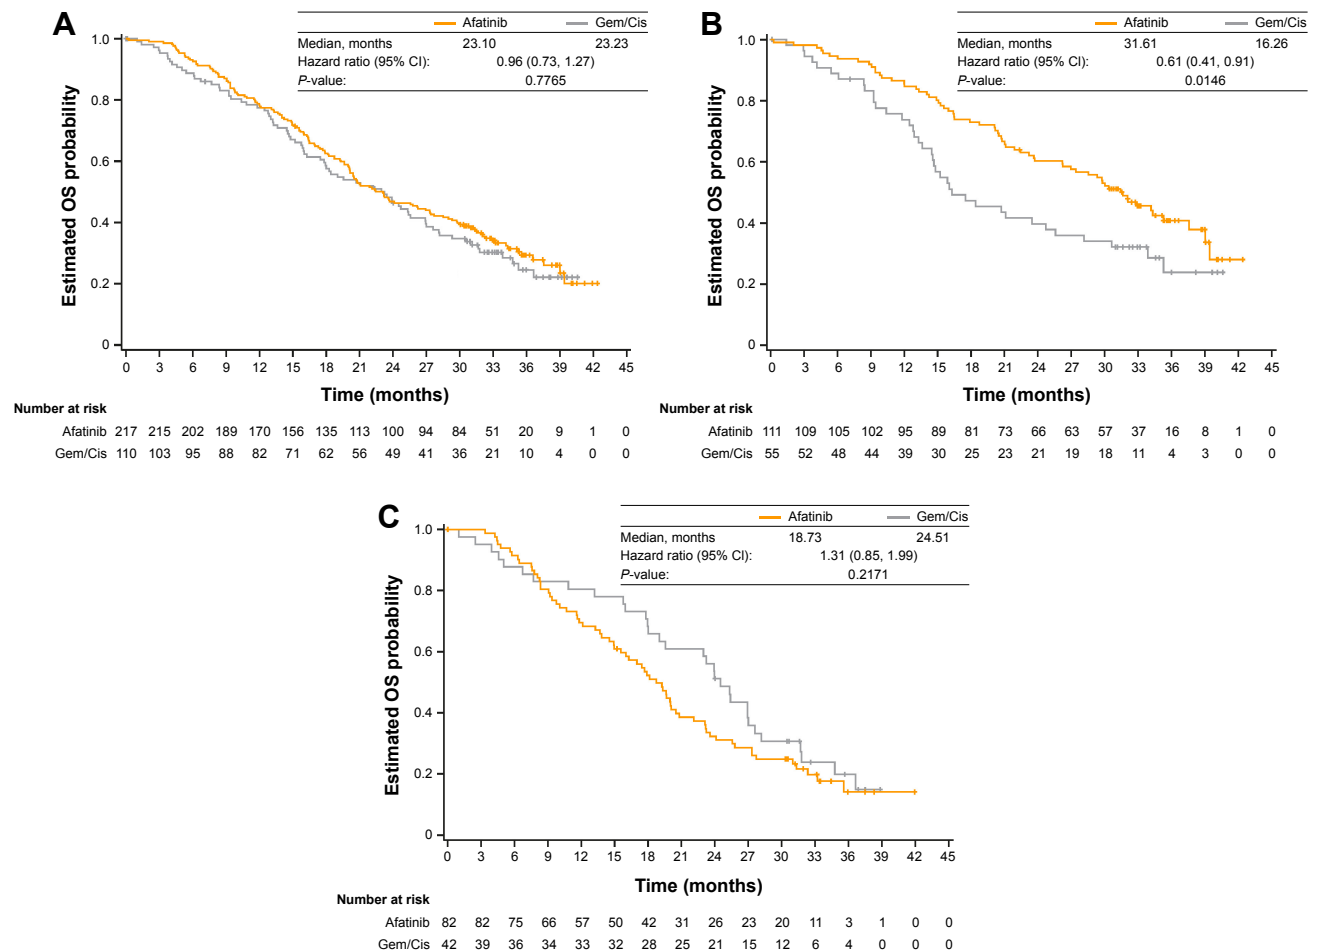 A
Afatinib Gem/Cis
Median, months 23.10 23.23
Hazard ratio (95% CI): 0.96 (0.73, 1.27)
P-value: 0.7765
Estimated OS probability
1.0
0.8
0.6
0.4
0.2
0
0 3 6 9 12 15 18 21 24 27 30 33 36 39 42 45
Time (months)
Number at risk
Afatinib 217 215 202 189 170 156 135 113 100 94 84 51 20 9 1 0
Gem/Cis 110 103 95 88 82 71 62 56 49 41 36 21 10 4 0 0
B
Afatinib Gem/Cis
Median, months 31.61 16.26
Hazard ratio (95% CI): 0.61 (0.41, 0.91)
P-value: 0.0146
Estimated OS probability
1.0
0.8
0.6
0.4
0.2
0
0 3 6 9 12 15 18 21 24 27 30 33 36 39 42 45
Time (months)
Number at risk
Afatinib 111 109 105 102 95 89 81 73 66 63 57 37 16 8 1 0
Gem/Cis 55 52 48 44 39 30 25 23 21 19 18 11 4 3 0 0
C
Afatinib Gem/Cis
Median, months 18.73 24.51
Hazard ratio (95% CI): 1.31 (0.85, 1.99)
P-value: 0.2171
Estimated OS probability
1.0
0.8
0.6
0.4
0.2
0
0 3 6 9 12 15 18 21 24 27 30 33 36 39 42 45
Time (months)
Number at risk
Afatinib 82 82 75 66 57 50 42 31 26 23 20 11 3 1 0 0
Gem/Cis 42 39 36 34 33 32 28 25 21 15 12 6 4 0 0 0